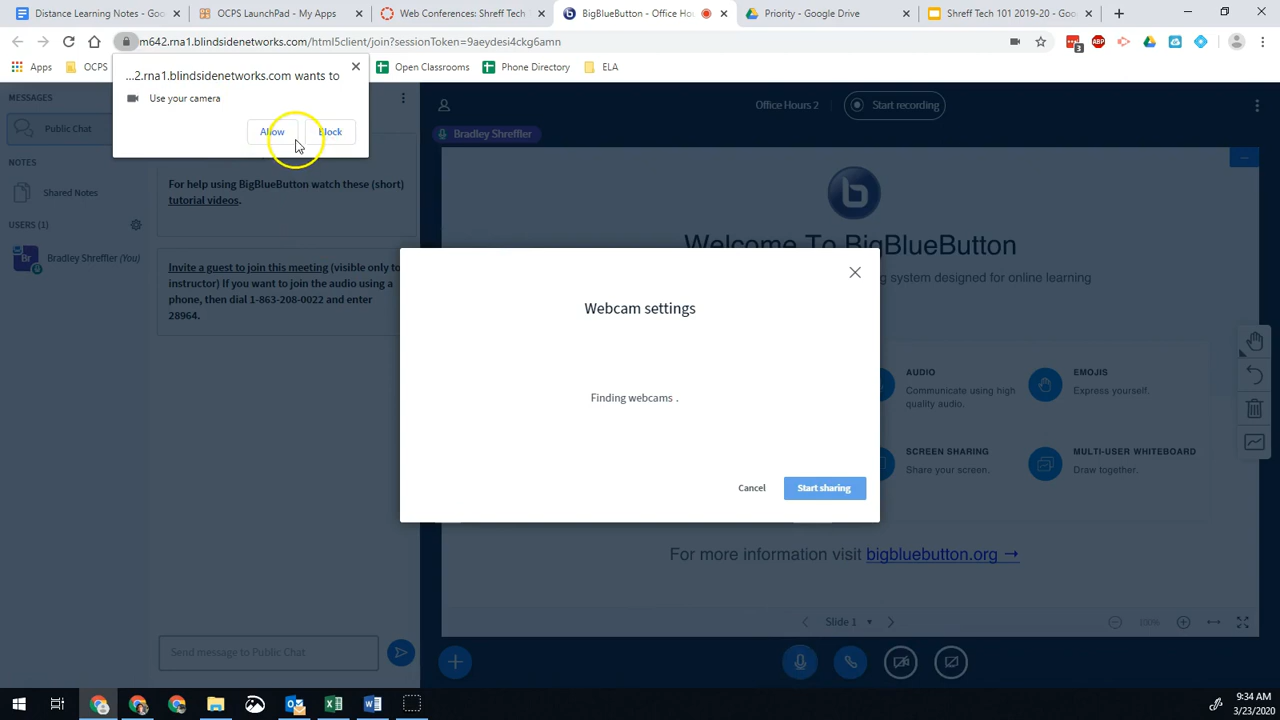 Distance Learning Notes - Google
OCPS LaunchPad - My Apps
Web Conferences: Shreff Tech
BigBlueButton - Office Hou
Priority - Google Drive
Shreff Tech 101 2019-20 - Goog
m642.rna1.blindsidenetworks.com/html5client/join?sessionToken=9aeydesi4ckg6amn
3
Apps
OCPS
Open Classrooms
Phone Directory
ELA
...2.rna1.blindsidenetworks.com wants to
Use your camera
Allow
Block
MESSAGES
Public Chat
NOTES
Shared Notes
USERS (1)
Bradley Shreffler (You)
For help using BigBlueButton watch these (short)
tutorial videos.
Invite a guest to join this meeting (visible only to
instructor) If you want to join the audio using a
phone, then dial 1-863-208-0022 and enter
28964.
Send message to Public Chat
Office Hours 2
Start recording
Bradley Shreffler
Welcome To BigBlueButton
g system designed for online learning
Webcam settings
Finding webcams .
Cancel
Start sharing
AUDIO
Communicate using high
quality audio.
EMOJIS
Express yourself.
SCREEN SHARING
Share your screen.
MULTI-USER WHITEBOARD
Draw together.
For more information visit bigbluebutton.org →
Slide 1
100%
9:34 AM
3/23/2020